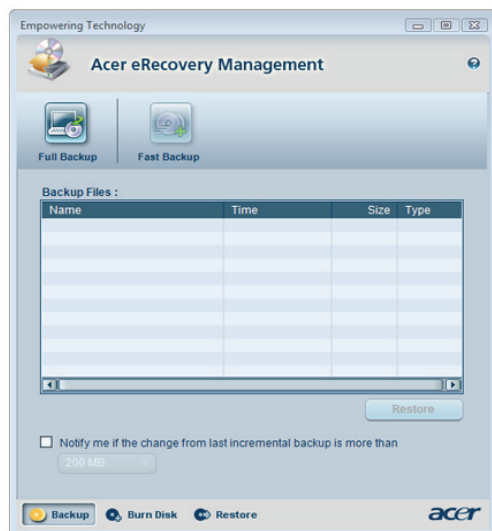 Empowering Technology
Acer eRecovery Management
Full Backup
Fast Backup
Backup Files :
Name Time Size Type
Restore
Notify me if the change from last incremental backup is more than
200 MB
Backup Burn Disk Restore acer